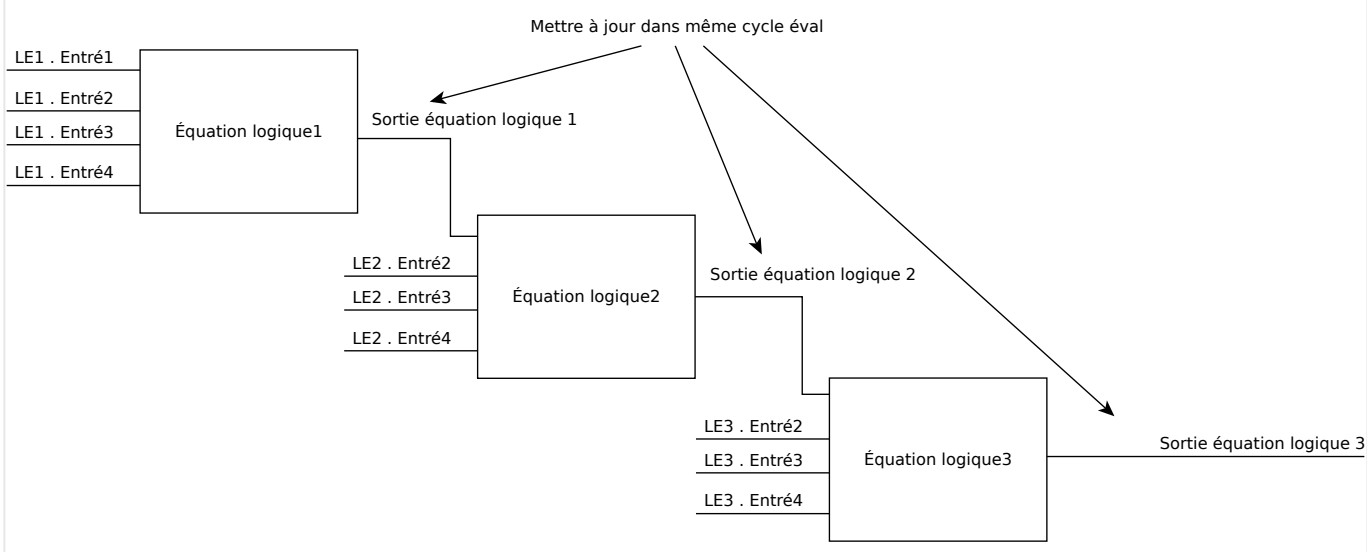 Mettre à jour dans même cycle éval
LE1 . Entré1
LE1 . Entré2
LE1 . Entré3
LE1 . Entré4
Équation logique1
Sortie équation logique 1
LE2 . Entré2
LE2 . Entré3
LE2 . Entré4
Équation logique2
Sortie équation logique 2
LE3 . Entré2
LE3 . Entré3
LE3 . Entré4
Équation logique3
Sortie équation logique 3